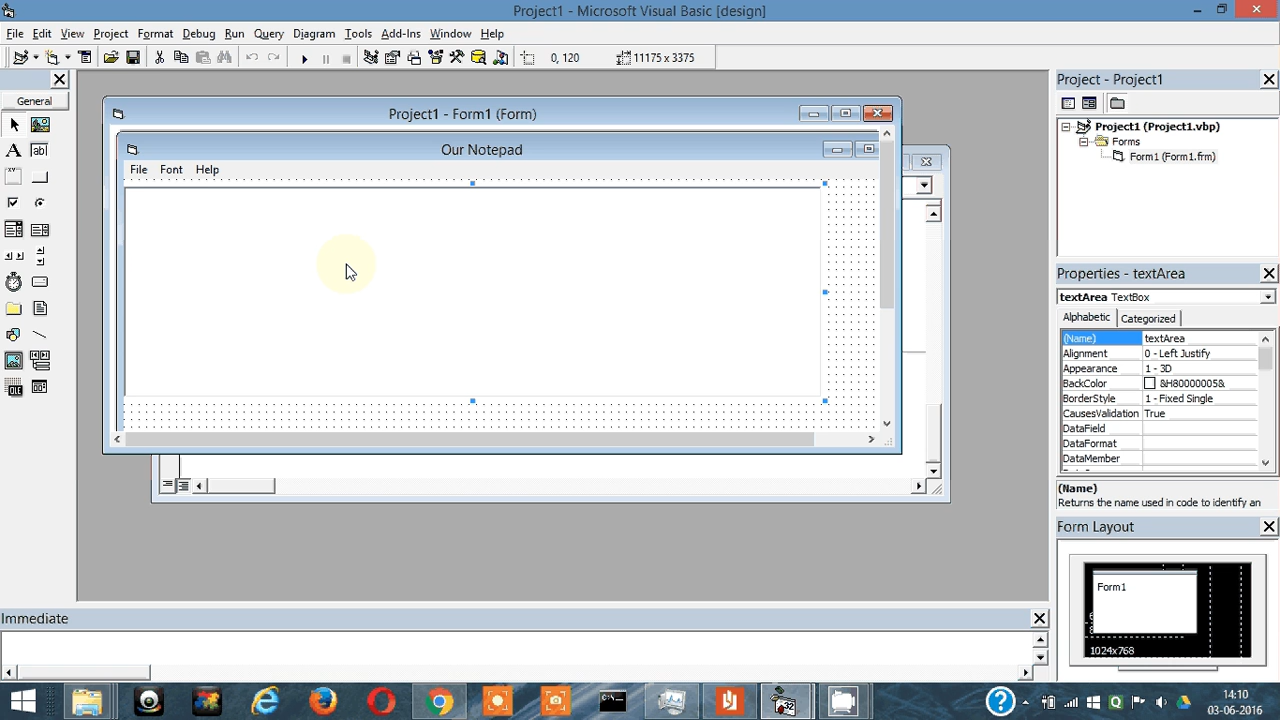 Project1 - Microsoft Visual Basic [design]
File Edit View Project Format Debug Run Query Diagram Tools Add-Ins Window Help
0, 120 11175 x 3375
General
Project1 - Form1 (Form)
Our Notepad
File Font Help
Project - Project1
Project1 (Project1.vbp)
Forms
Form1 (Form1.frm)
Properties - textArea
textArea TextBox
Alphabetic Categorized
(Name) textArea
Alignment 0 - Left Justify
Appearance 1 - 3D
BackColor &H80000005&
BorderStyle 1 - Fixed Single
CausesValidation True
DataField
DataFormat
DataMember
(Name)
Returns the name used in code to identify an
Form Layout
Form1
1024x768
Immediate
14:10
03-06-2016